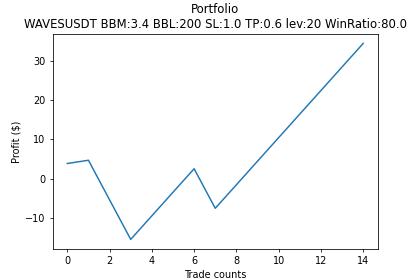 Portfolio
WAVESUSDT BBM:3.4 BBL:200 SL:1.0 TP:0.6 lev:20 WinRatio:80.0
30
20
10
0
−10
Profit ($)
0 2 4 6 8 10 12 14
Trade counts